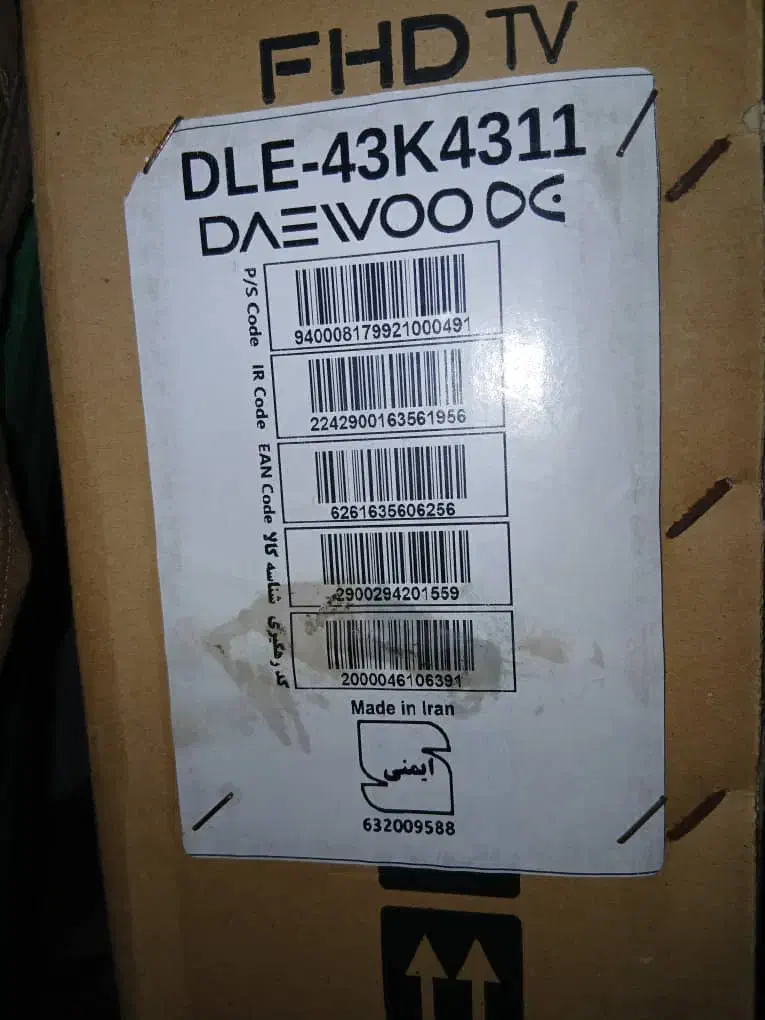 FHD TV
DLE-43K4311
DAEWOO
P/S Code
940008179921000491
IR Code
2242900163561956
EAN Code
6261635606256
شناسه کالا
2900294201559
کد رهگیری
2000046106391
Made in Iran
ایمنی
632009588